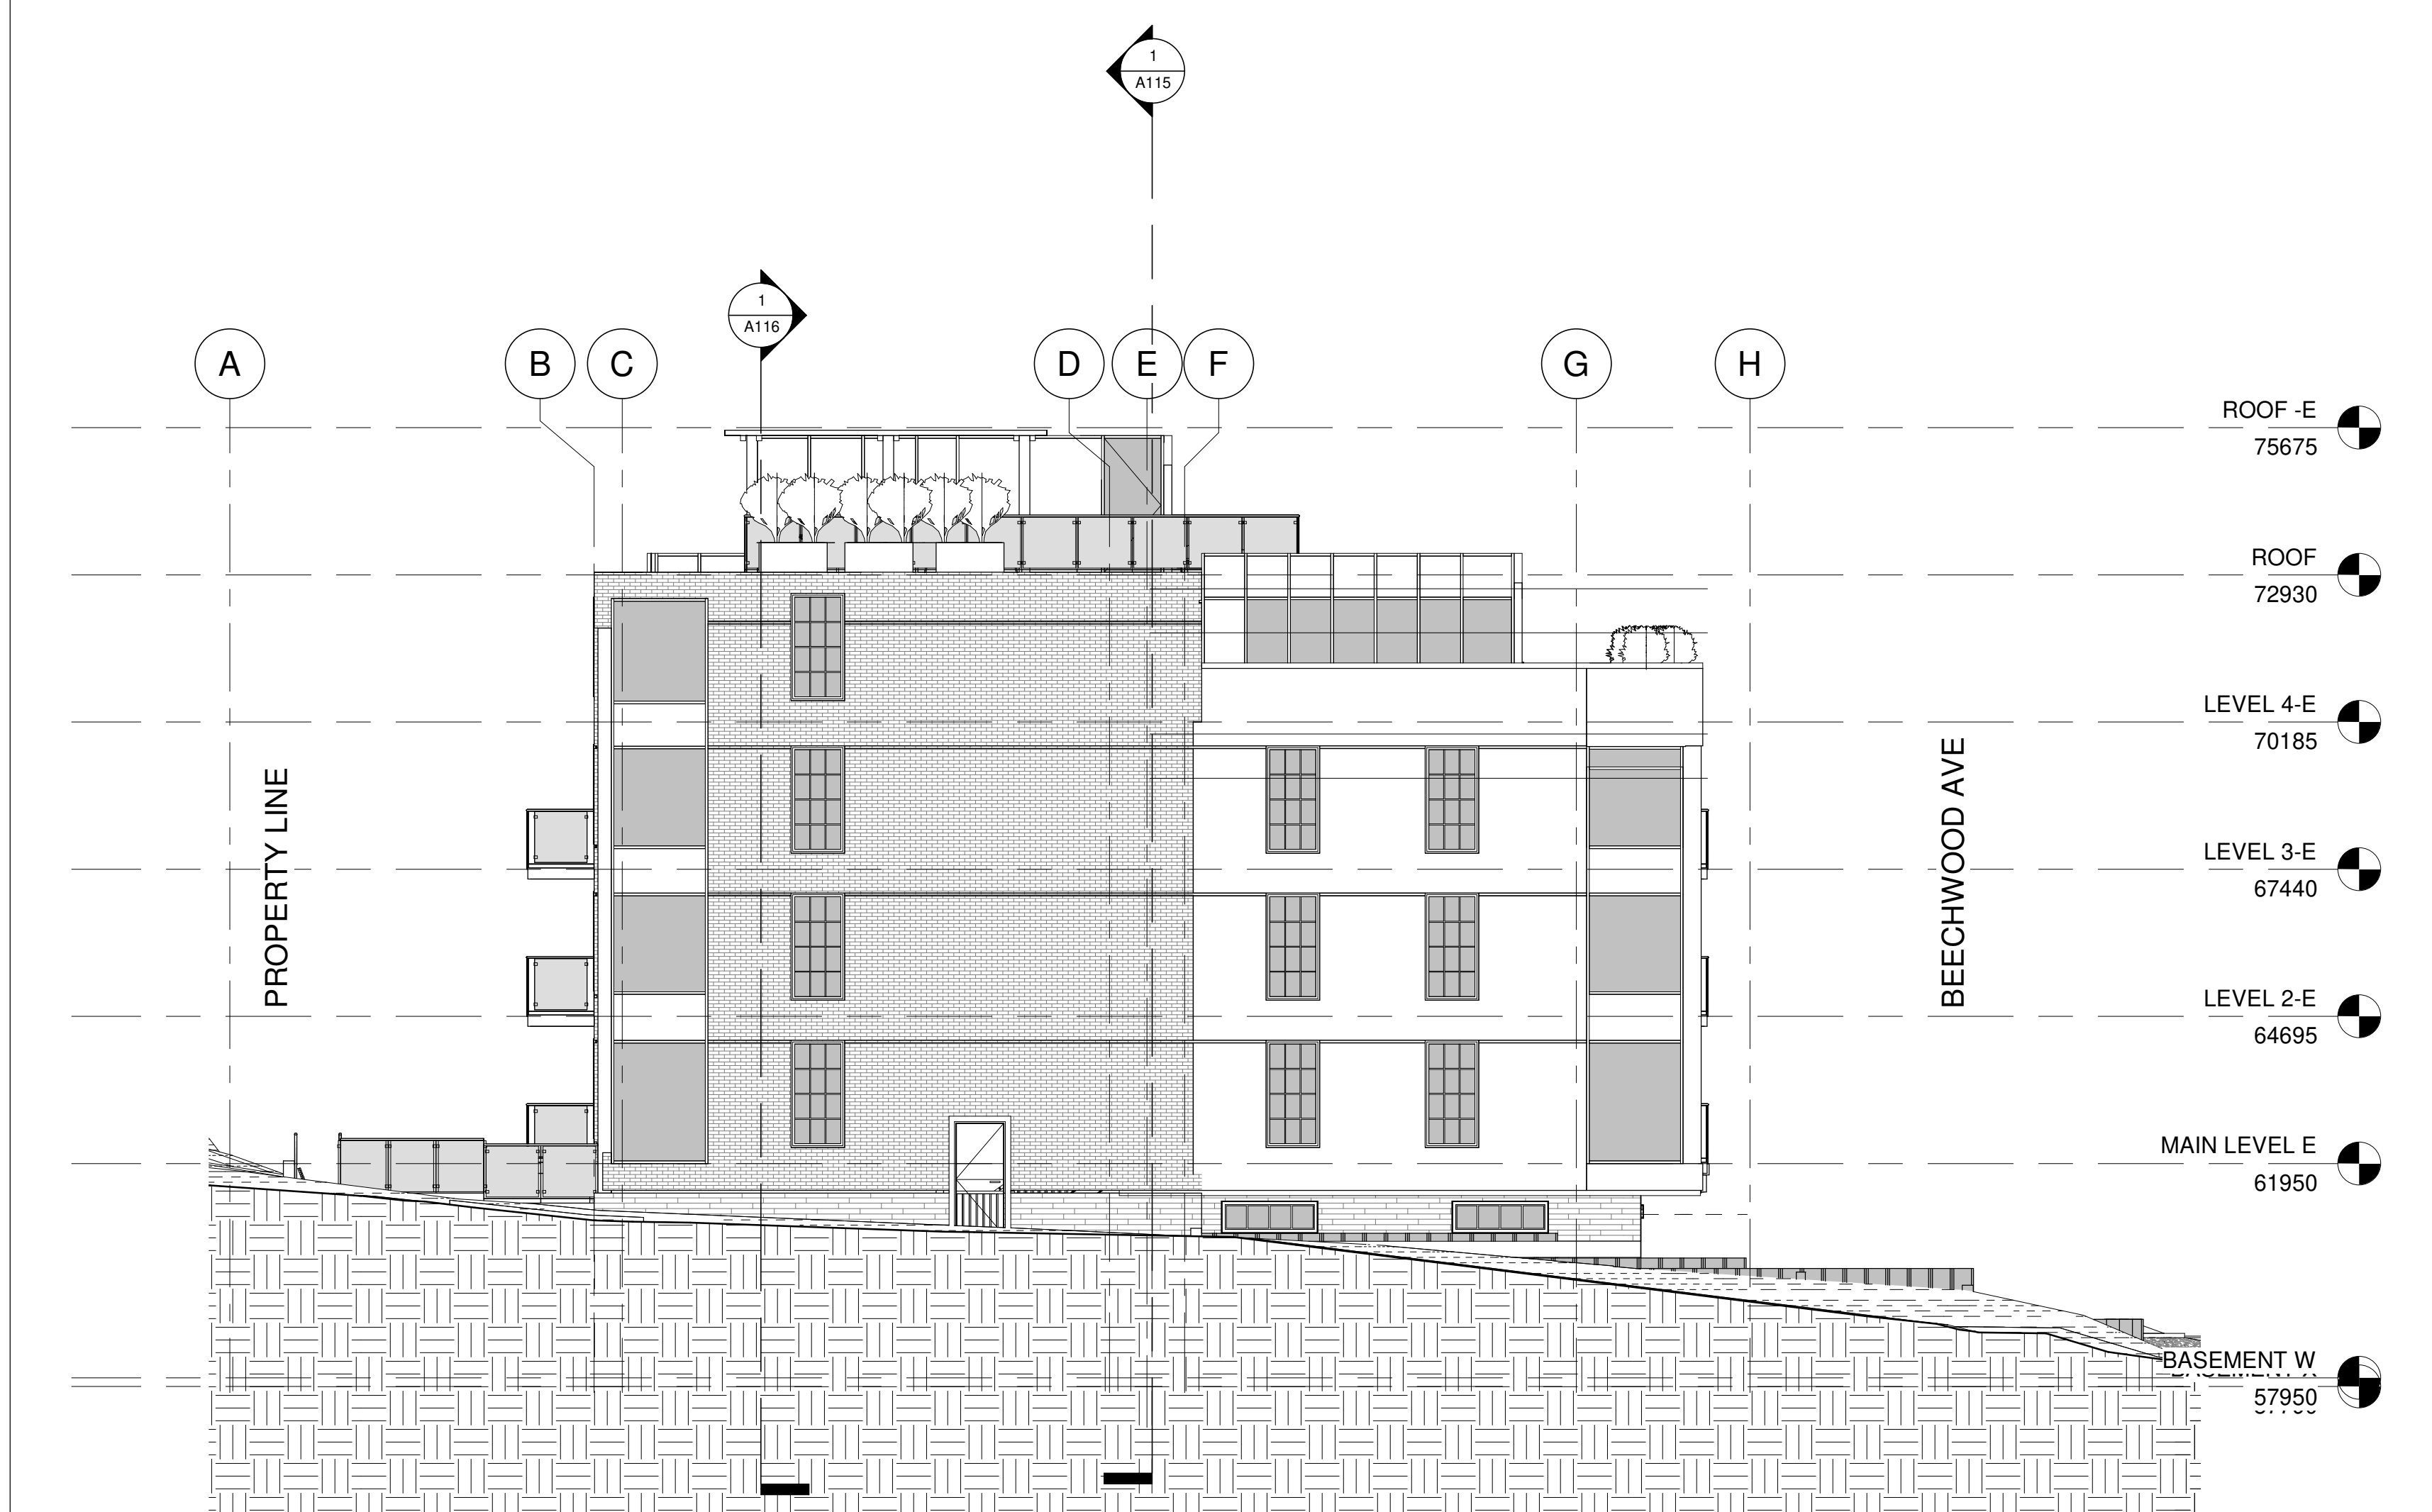 1
A115
1
A116
A
B
C
D
E
F
G
H
ROOF -E
75675
ROOF
72930
LEVEL 4-E
70185
LEVEL 3-E
67440
LEVEL 2-E
64695
MAIN LEVEL E
61950
BASEMENT W
57950
PROPERTY LINE
BEECHWOOD AVE